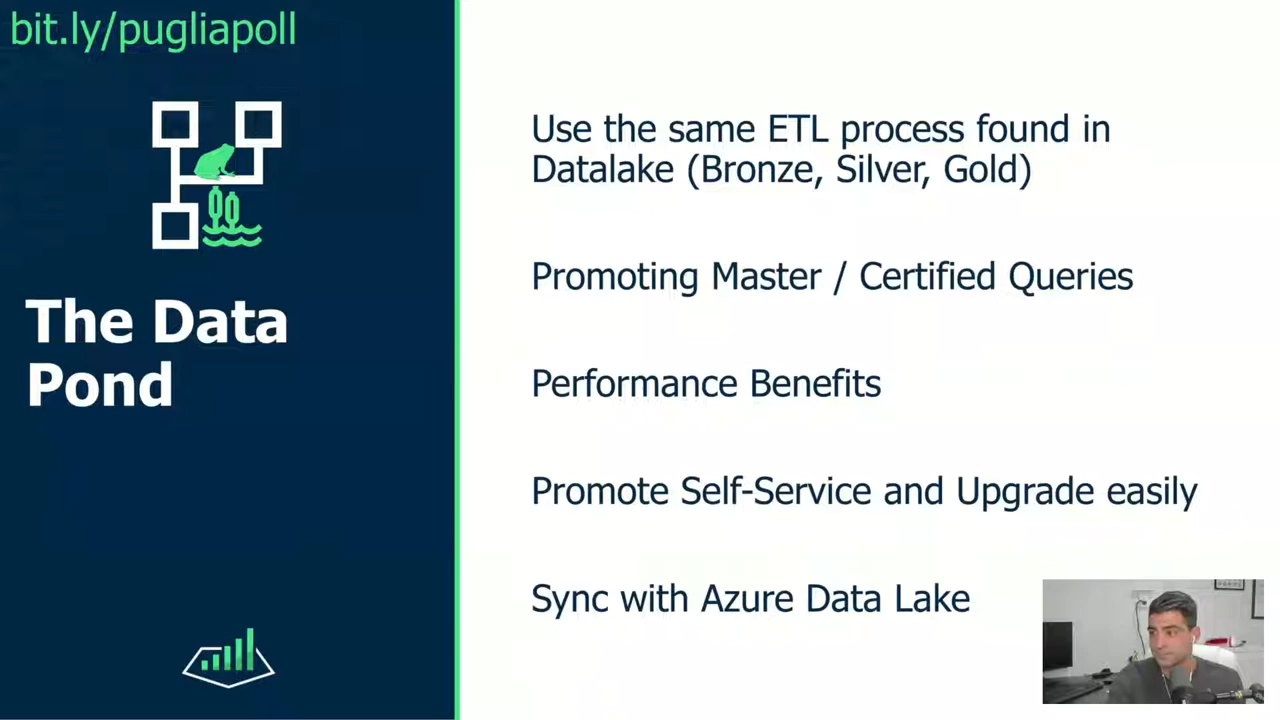 bit.ly/pugliapoll
The Data
Pond
Use the same ETL process found in
Datalake (Bronze, Silver, Gold)
Promoting Master / Certified Queries
Performance Benefits
Promote Self-Service and Upgrade easily
Sync with Azure Data Lake